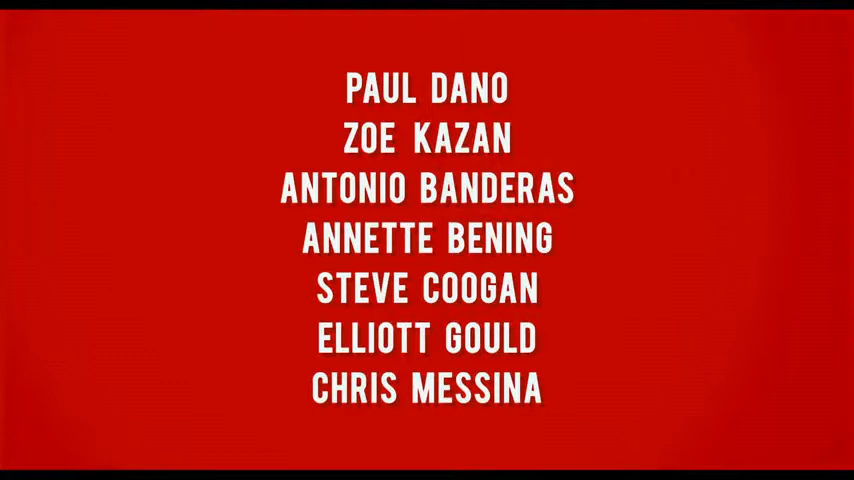 PAUL DANO
ZOE KAZAN
ANTONIO BANDERAS
ANNETTE BENING
STEVE COOGAN
ELLIOTT GOULD
CHRIS MESSINA